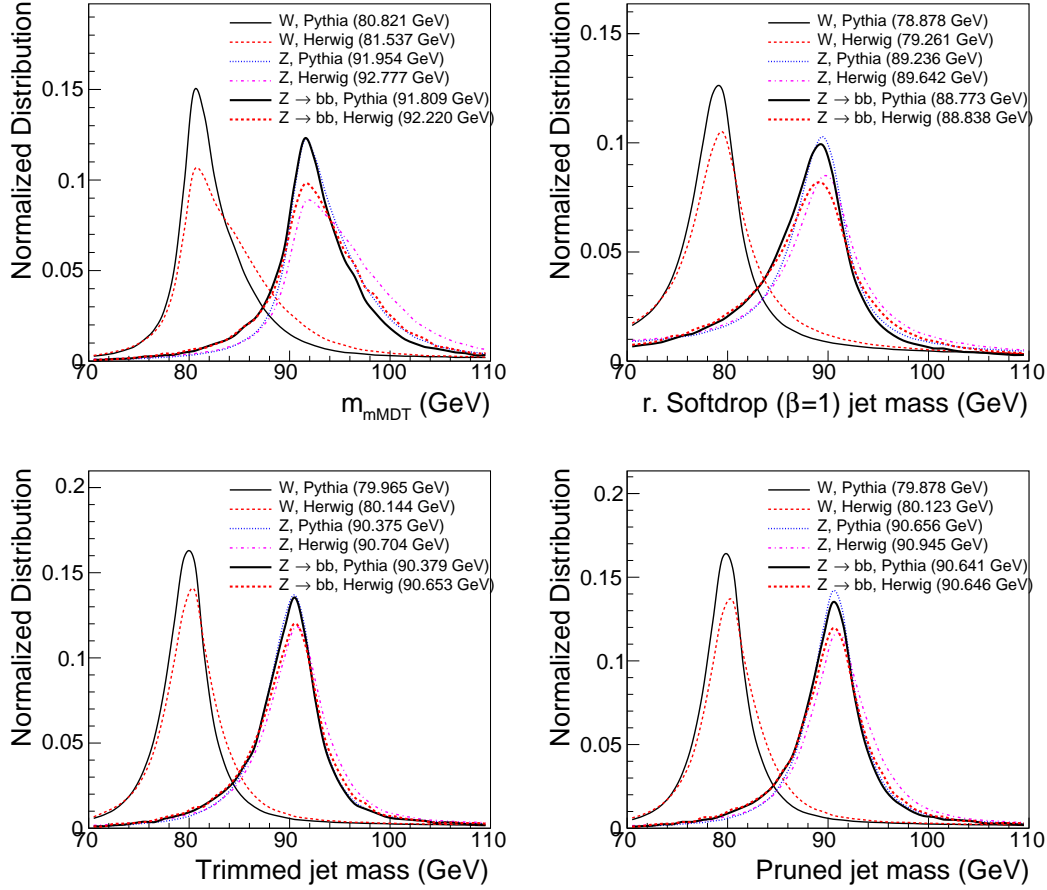 Normalized Distribution
W, Pythia (80.821 GeV)
W, Herwig (81.537 GeV)
Z, Pythia (91.954 GeV)
Z, Herwig (92.777 GeV)
Z → bb, Pythia (91.809 GeV)
Z → bb, Herwig (92.220 GeV)
0.15
0.1
0.05
0
70 80 90 100 110
m_mMDT (GeV)
Normalized Distribution
W, Pythia (78.878 GeV)
W, Herwig (79.261 GeV)
Z, Pythia (89.236 GeV)
Z, Herwig (89.642 GeV)
Z → bb, Pythia (88.773 GeV)
Z → bb, Herwig (88.838 GeV)
0.15
0.1
0.05
0
70 80 90 100 110
r. Softdrop (β=1) jet mass (GeV)
Normalized Distribution
W, Pythia (79.965 GeV)
W, Herwig (80.144 GeV)
Z, Pythia (90.375 GeV)
Z, Herwig (90.704 GeV)
Z → bb, Pythia (90.379 GeV)
Z → bb, Herwig (90.653 GeV)
0.2
0.15
0.1
0.05
0
70 80 90 100 110
Trimmed jet mass (GeV)
Normalized Distribution
W, Pythia (79.878 GeV)
W, Herwig (80.123 GeV)
Z, Pythia (90.656 GeV)
Z, Herwig (90.945 GeV)
Z → bb, Pythia (90.641 GeV)
Z → bb, Herwig (90.646 GeV)
0.2
0.15
0.1
0.05
0
70 80 90 100 110
Pruned jet mass (GeV)